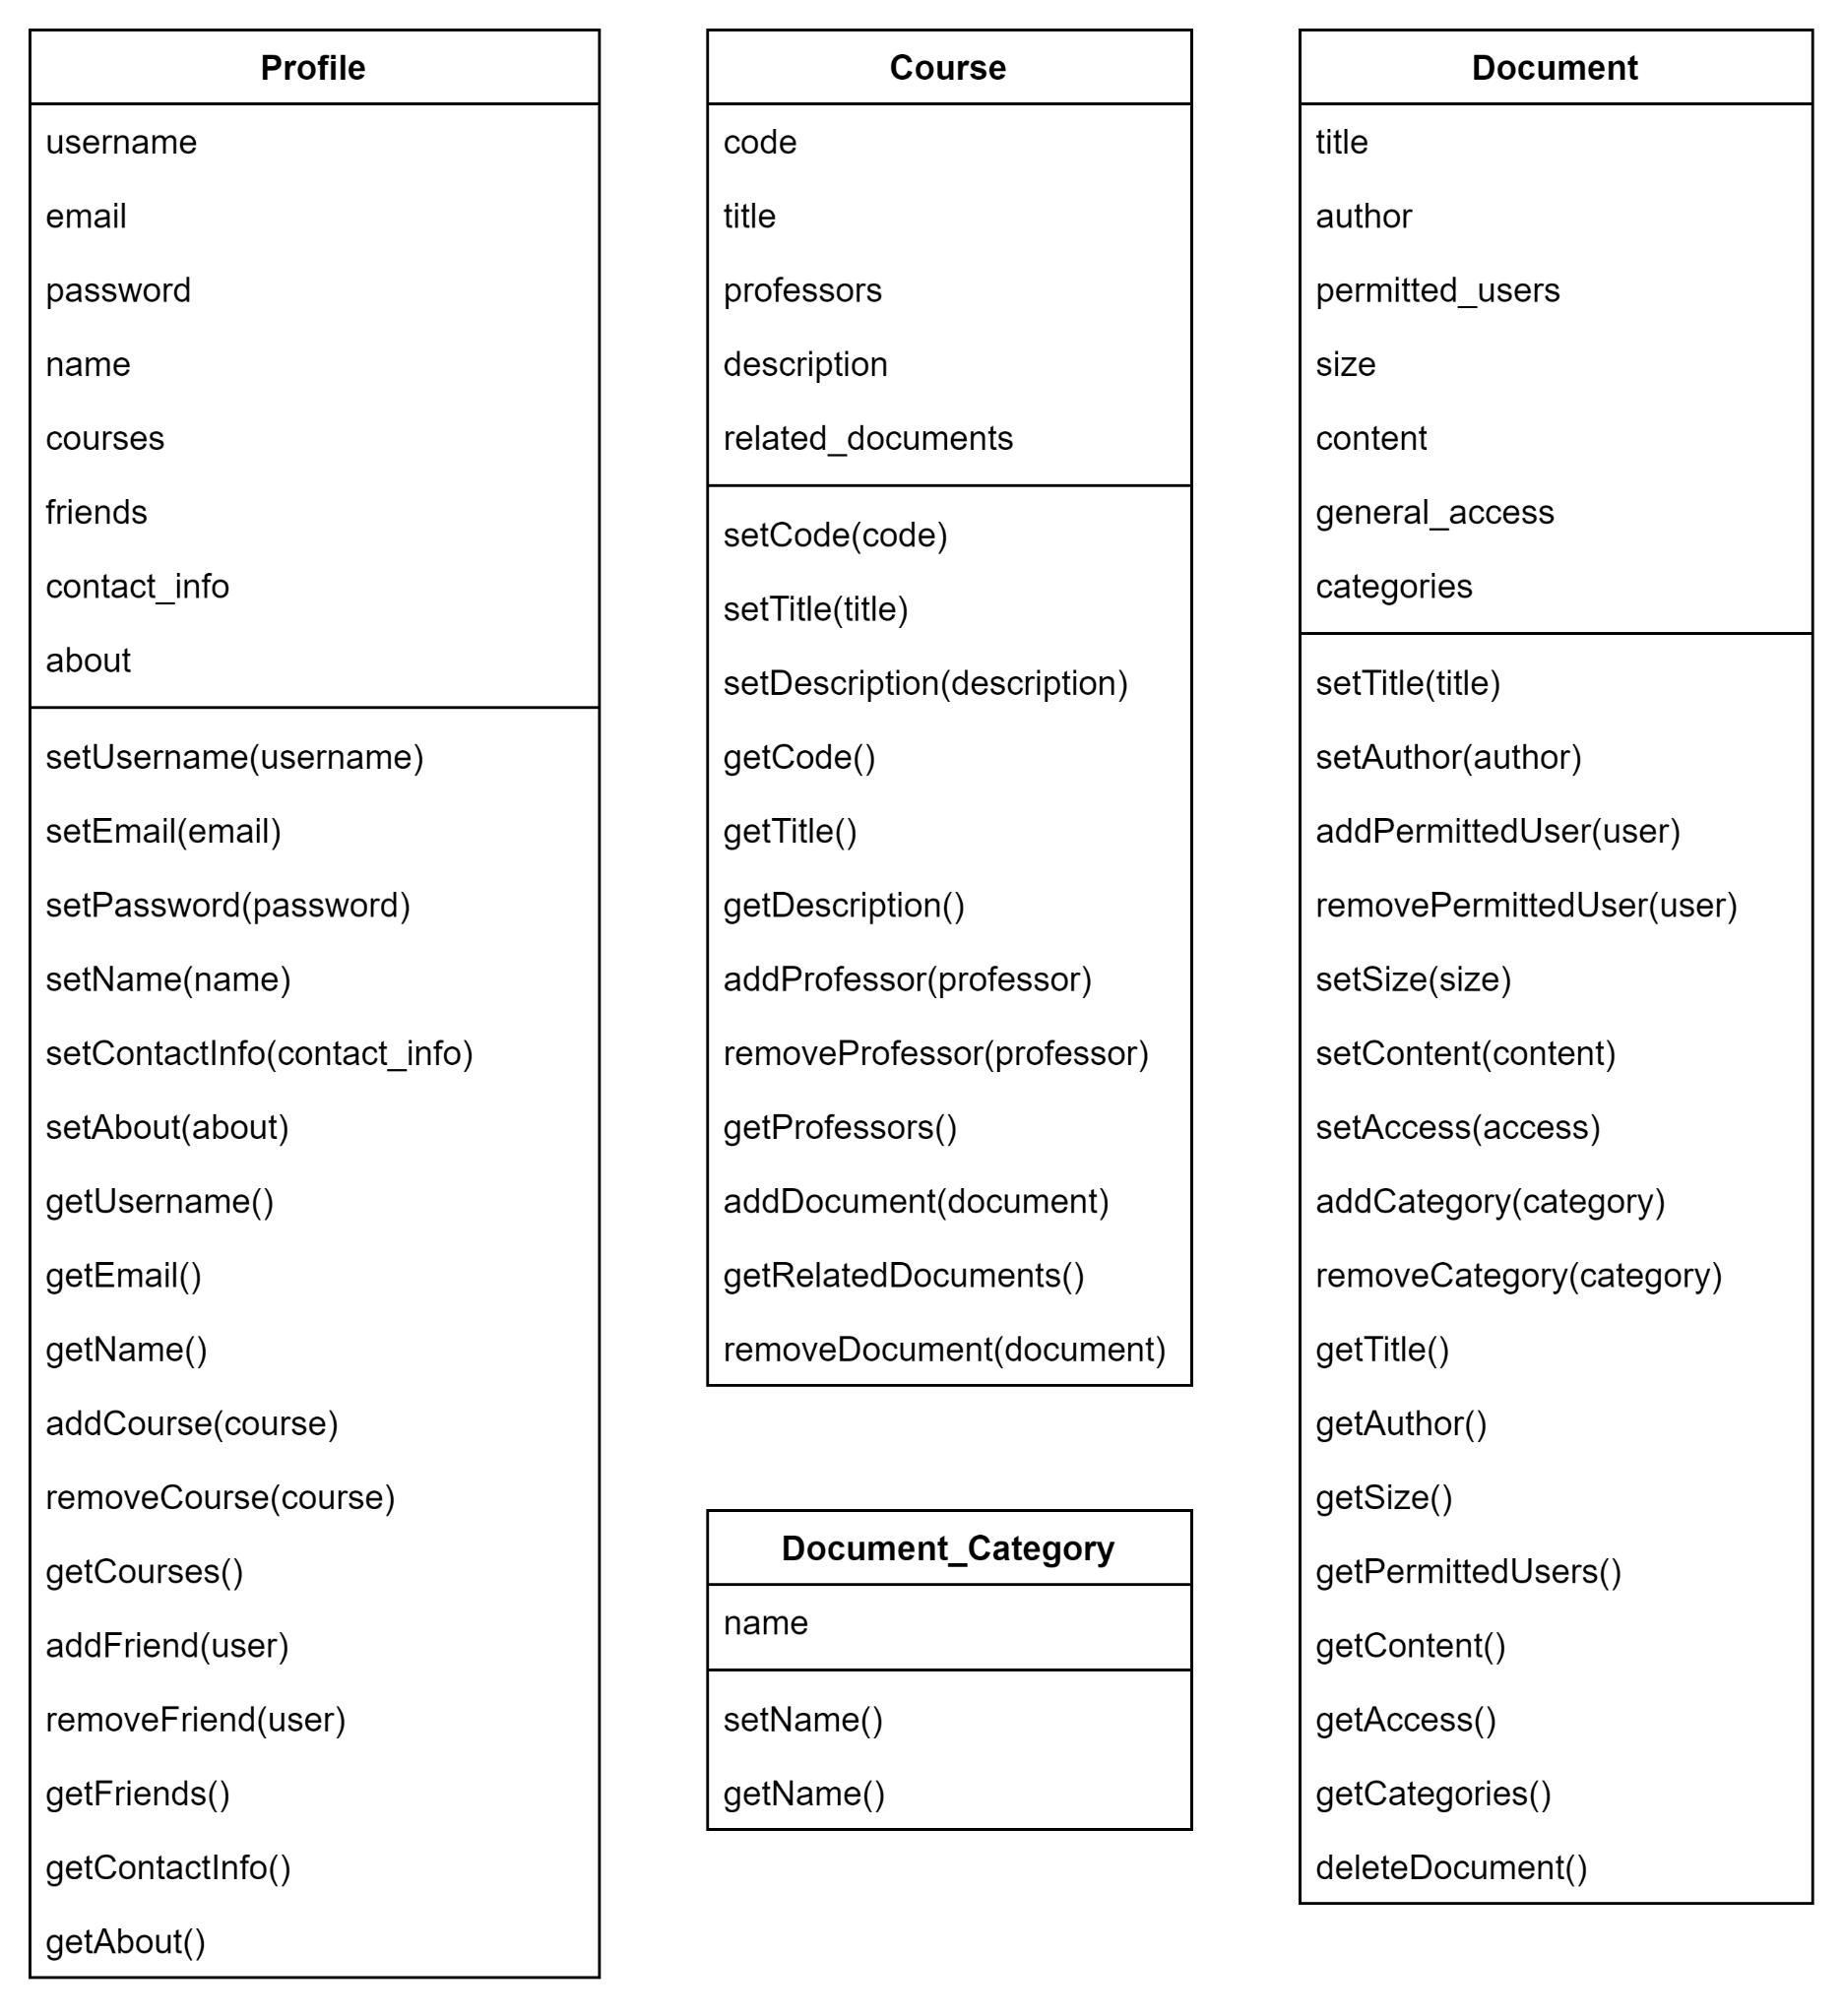 Profile
username
email
password
name
courses
friends
contact_info
about
setUsername(username)
setEmail(email)
setPassword(password)
setName(name)
setContactInfo(contact_info)
setAbout(about)
getUsername()
getEmail()
getName()
addCourse(course)
removeCourse(course)
getCourses()
addFriend(user)
removeFriend(user)
getFriends()
getContactInfo()
getAbout()
Course
code
title
professors
description
related_documents
setCode(code)
setTitle(title)
setDescription(description)
getCode()
getTitle()
getDescription()
addProfessor(professor)
removeProfessor(professor)
getProfessors()
addDocument(document)
getRelatedDocuments()
removeDocument(document)
Document_Category
name
setName()
getName()
Document
title
author
permitted_users
size
content
general_access
categories
setTitle(title)
setAuthor(author)
addPermittedUser(user)
removePermittedUser(user)
setSize(size)
setContent(content)
setAccess(access)
addCategory(category)
removeCategory(category)
getTitle()
getAuthor()
getSize()
getPermittedUsers()
getContent()
getAccess()
getCategories()
deleteDocument()